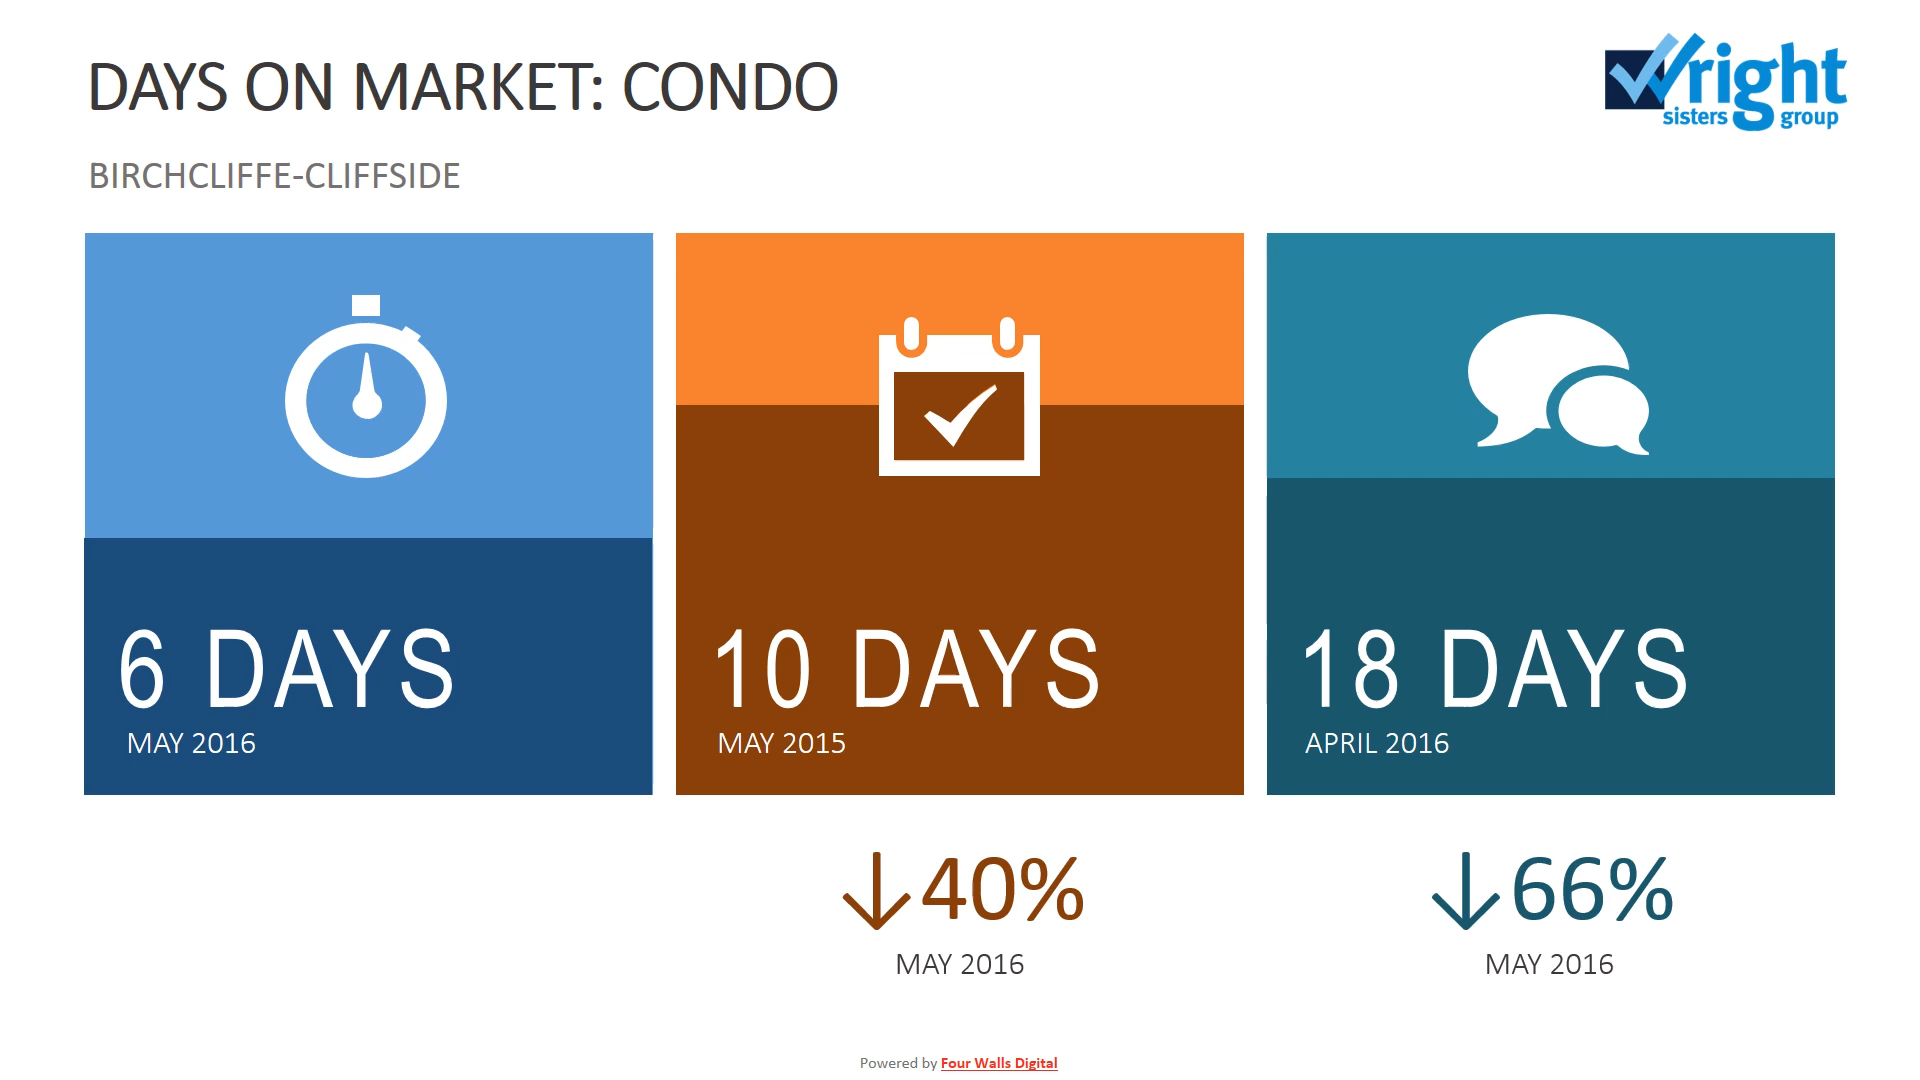 DAYS ON MARKET: CONDO
Wright
sisters group
BIRCHCLIFFE-CLIFFSIDE
6 DAYS
MAY 2016
10 DAYS
MAY 2015
18 DAYS
APRIL 2016
↓40%
MAY 2016
↓66%
MAY 2016
Powered by Four Walls Digital